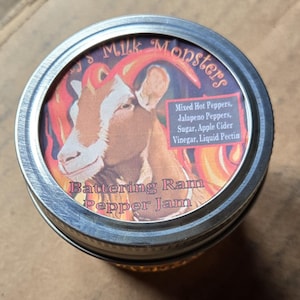 Milk Monsters
Mixed Hot Peppers,
Jalapeno Peppers,
Sugar, Apple Cider
Vinegar, Liquid Pectin
Battering Ram
Pepper Jam